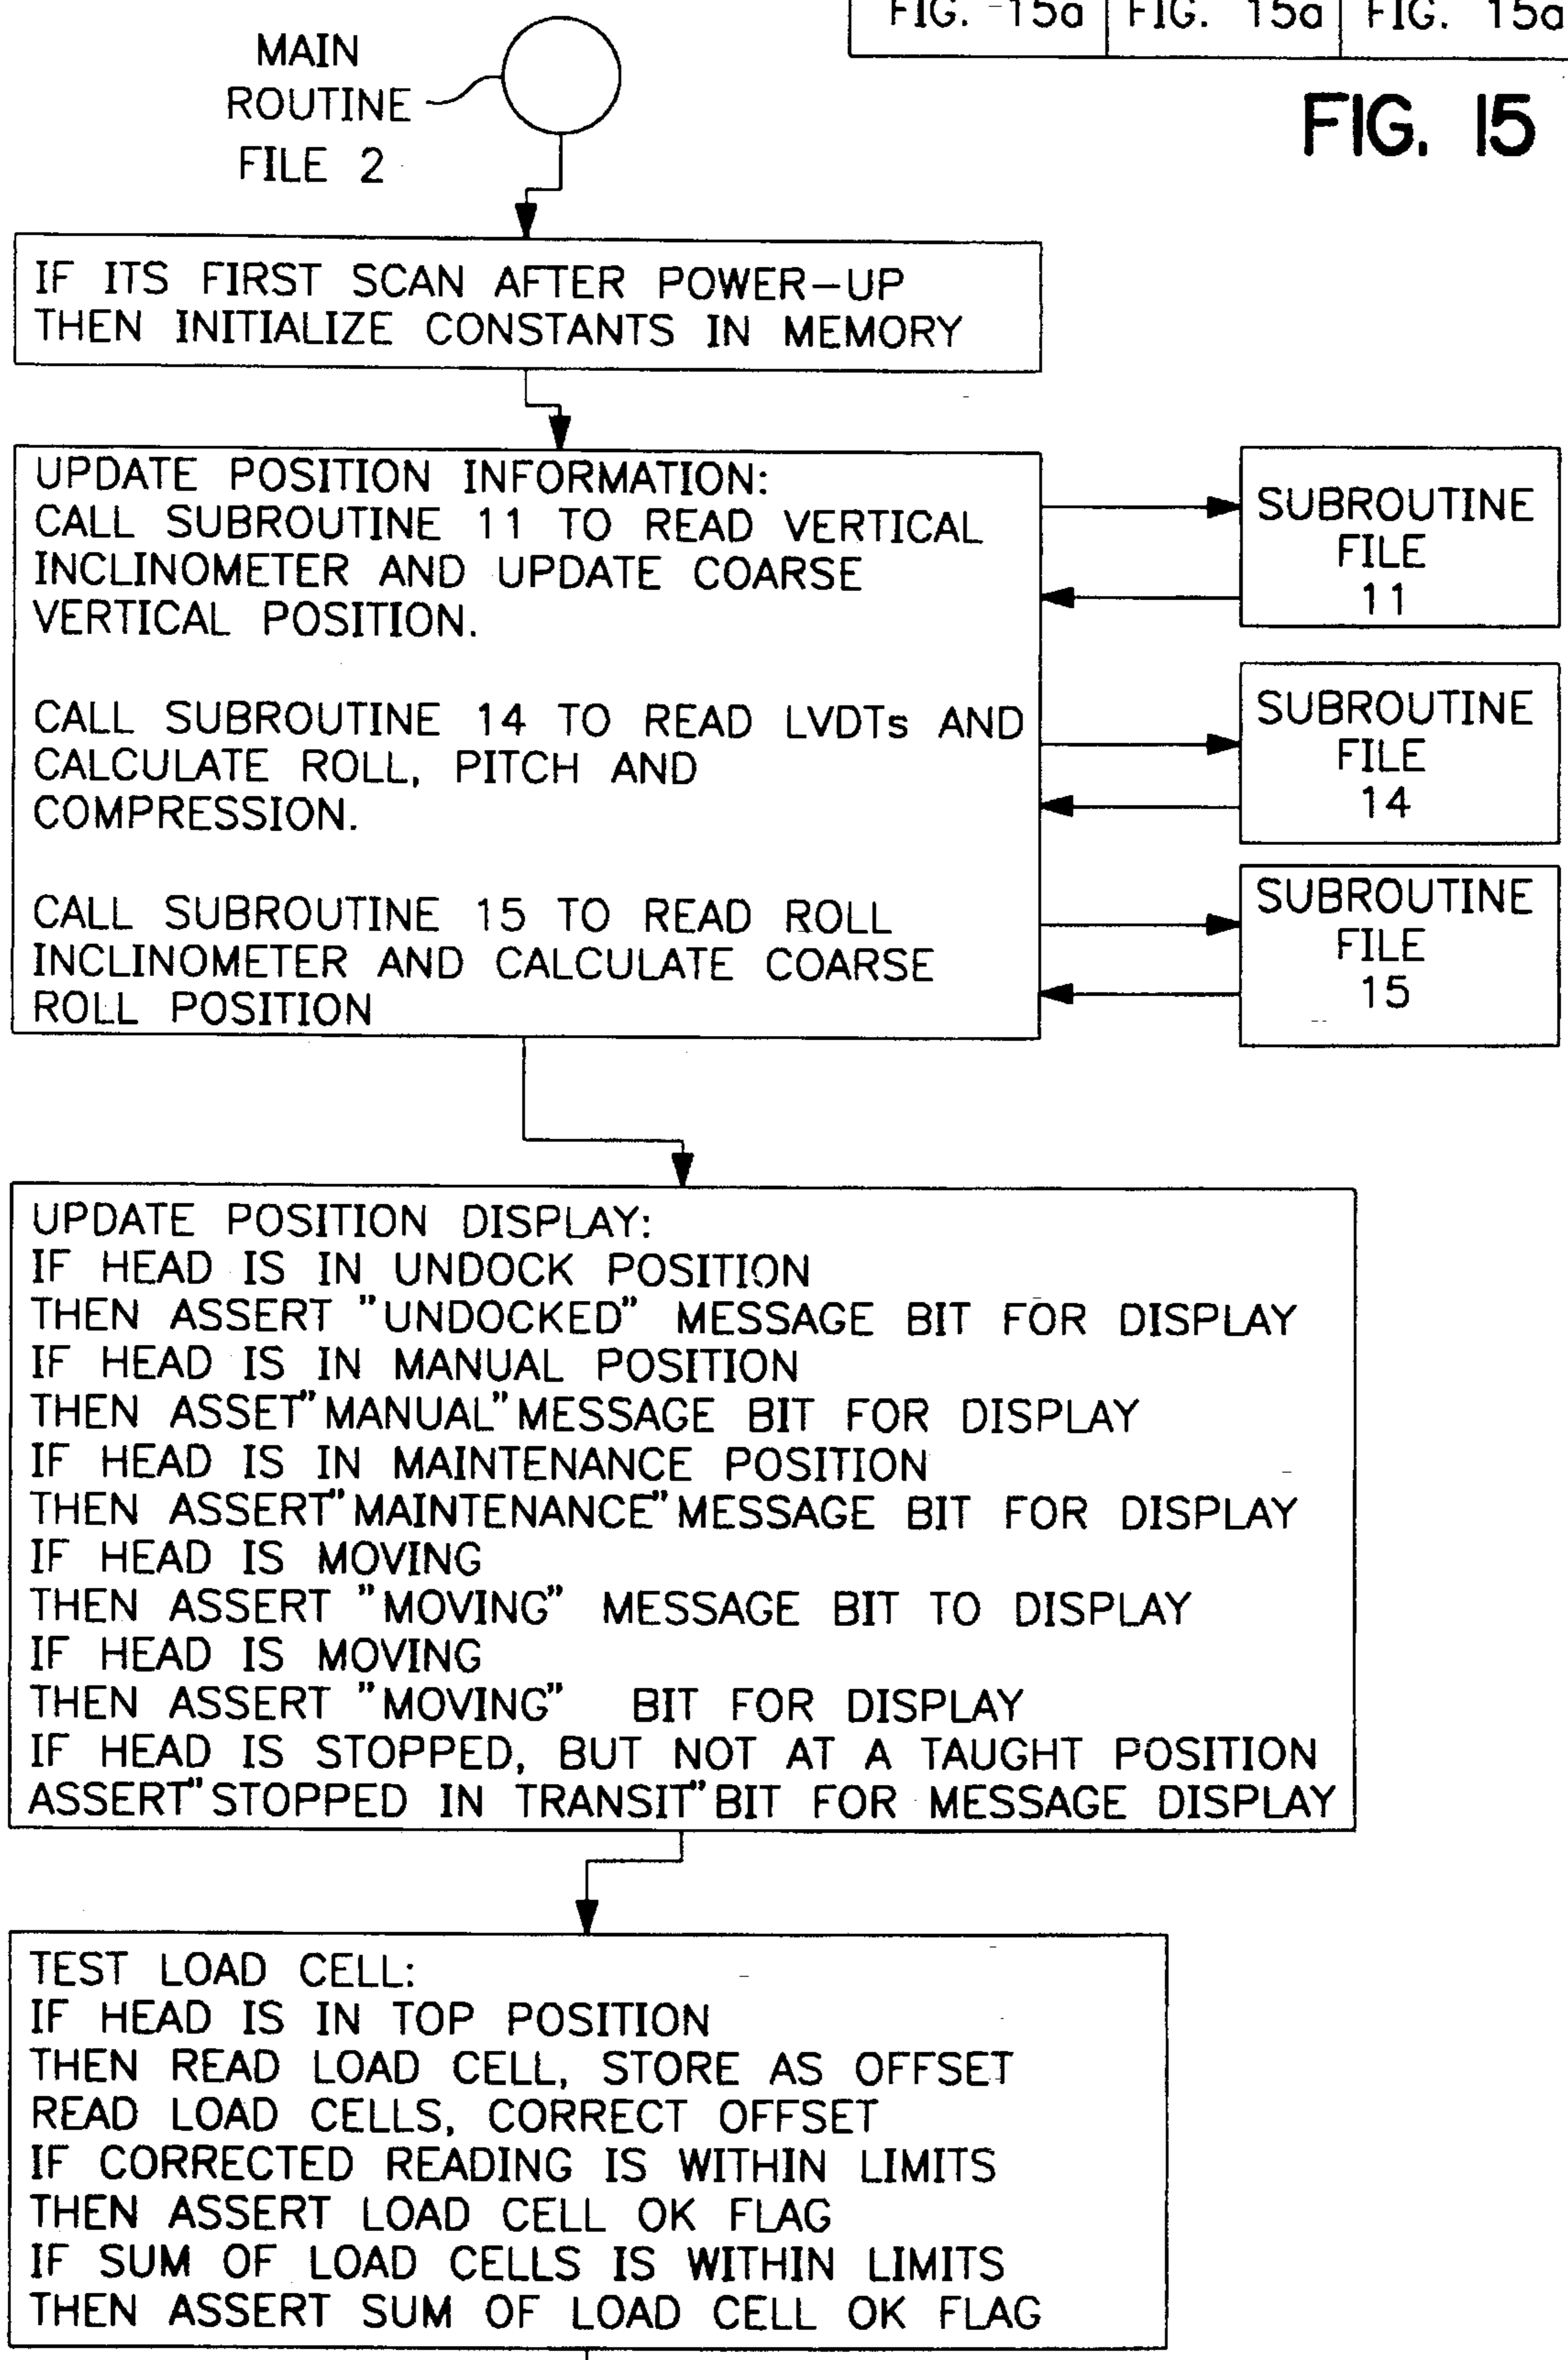 FIG. 15a FIG. 15a FIG. 15a
FIG. 15
MAIN
ROUTINE
FILE 2
IF ITS FIRST SCAN AFTER POWER-UP
THEN INITIALIZE CONSTANTS IN MEMORY
UPDATE POSITION INFORMATION:
CALL SUBROUTINE 11 TO READ VERTICAL
INCLINOMETER AND UPDATE COARSE
VERTICAL POSITION.
CALL SUBROUTINE 14 TO READ LVDTs AND
CALCULATE ROLL, PITCH AND
COMPRESSION.
CALL SUBROUTINE 15 TO READ ROLL
INCLINOMETER AND CALCULATE COARSE
ROLL POSITION
SUBROUTINE
FILE
11
SUBROUTINE
FILE
14
SUBROUTINE
FILE
15
UPDATE POSITION DISPLAY:
IF HEAD IS IN UNDOCK POSITION
THEN ASSERT "UNDOCKED" MESSAGE BIT FOR DISPLAY
IF HEAD IS IN MANUAL POSITION
THEN ASSET"MANUAL"MESSAGE BIT FOR DISPLAY
IF HEAD IS IN MAINTENANCE POSITION
THEN ASSERT"MAINTENANCE"MESSAGE BIT FOR DISPLAY
IF HEAD IS MOVING
THEN ASSERT "MOVING" MESSAGE BIT TO DISPLAY
IF HEAD IS MOVING
THEN ASSERT "MOVING" BIT FOR DISPLAY
IF HEAD IS STOPPED, BUT NOT AT A TAUGHT POSITION
ASSERT"STOPPED IN TRANSIT"BIT FOR MESSAGE DISPLAY
TEST LOAD CELL:
IF HEAD IS IN TOP POSITION
THEN READ LOAD CELL, STORE AS OFFSET
READ LOAD CELLS, CORRECT OFFSET
IF CORRECTED READING IS WITHIN LIMITS
THEN ASSERT LOAD CELL OK FLAG
IF SUM OF LOAD CELLS IS WITHIN LIMITS
THEN ASSERT SUM OF LOAD CELL OK FLAG